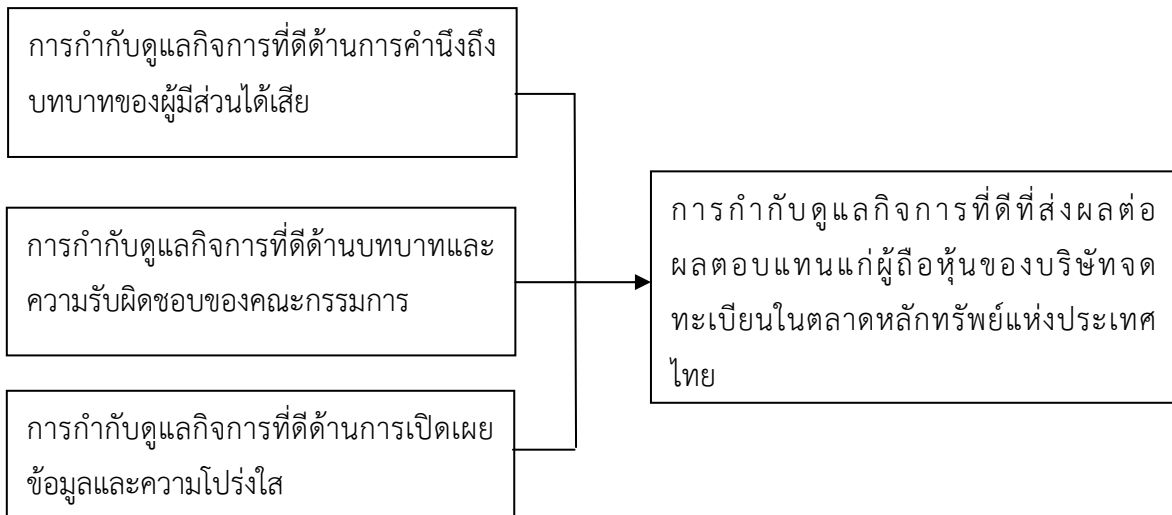 การกำกับดูแลกิจการที่ดีด้านการคำนึงถึง
บทบาทของผู้มีส่วนได้เสีย
การกำกับดูแลกิจการที่ดีด้านบทบาทและ
ความรับผิดชอบของคณะกรรมการ
การกำกับดูแลกิจการที่ดีด้านการเปิดเผย
ข้อมูลและความโปร่งใส
การกำกับดูแลกิจการที่ดีที่ส่งผลต่อ
ผลตอบแทนแก่ผู้ถือหุ้นของบริษัทจด
ทะเบียนในตลาดหลักทรัพย์แห่งประเทศ
ไทย